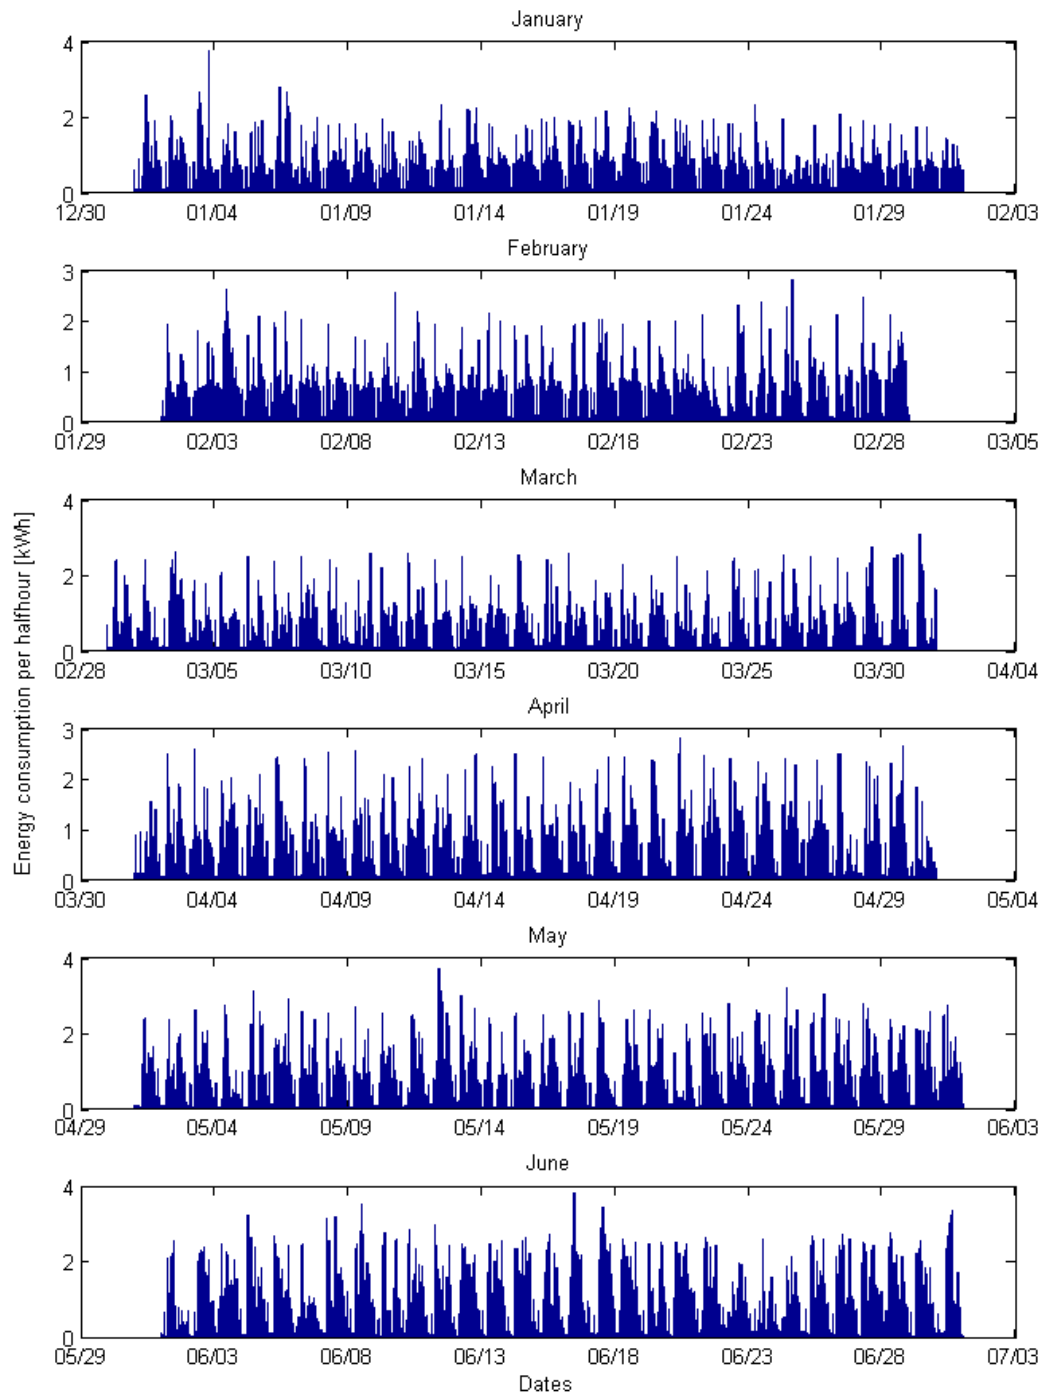 January
4
2
0
12/30 01/04 01/09 01/14 01/19 01/24 01/29 02/03
February
3
2
1
0
01/29 02/03 02/08 02/13 02/18 02/23 02/28 03/05
March
4
2
0
02/28 03/05 03/10 03/15 03/20 03/25 03/30 04/04
Energy consumption per halfhour [kWh]
April
3
2
1
0
03/30 04/04 04/09 04/14 04/19 04/24 04/29 05/04
May
4
2
0
04/29 05/04 05/09 05/14 05/19 05/24 05/29 06/03
June
4
2
0
05/29 06/03 06/08 06/13 06/18 06/23 06/28 07/03
Dates